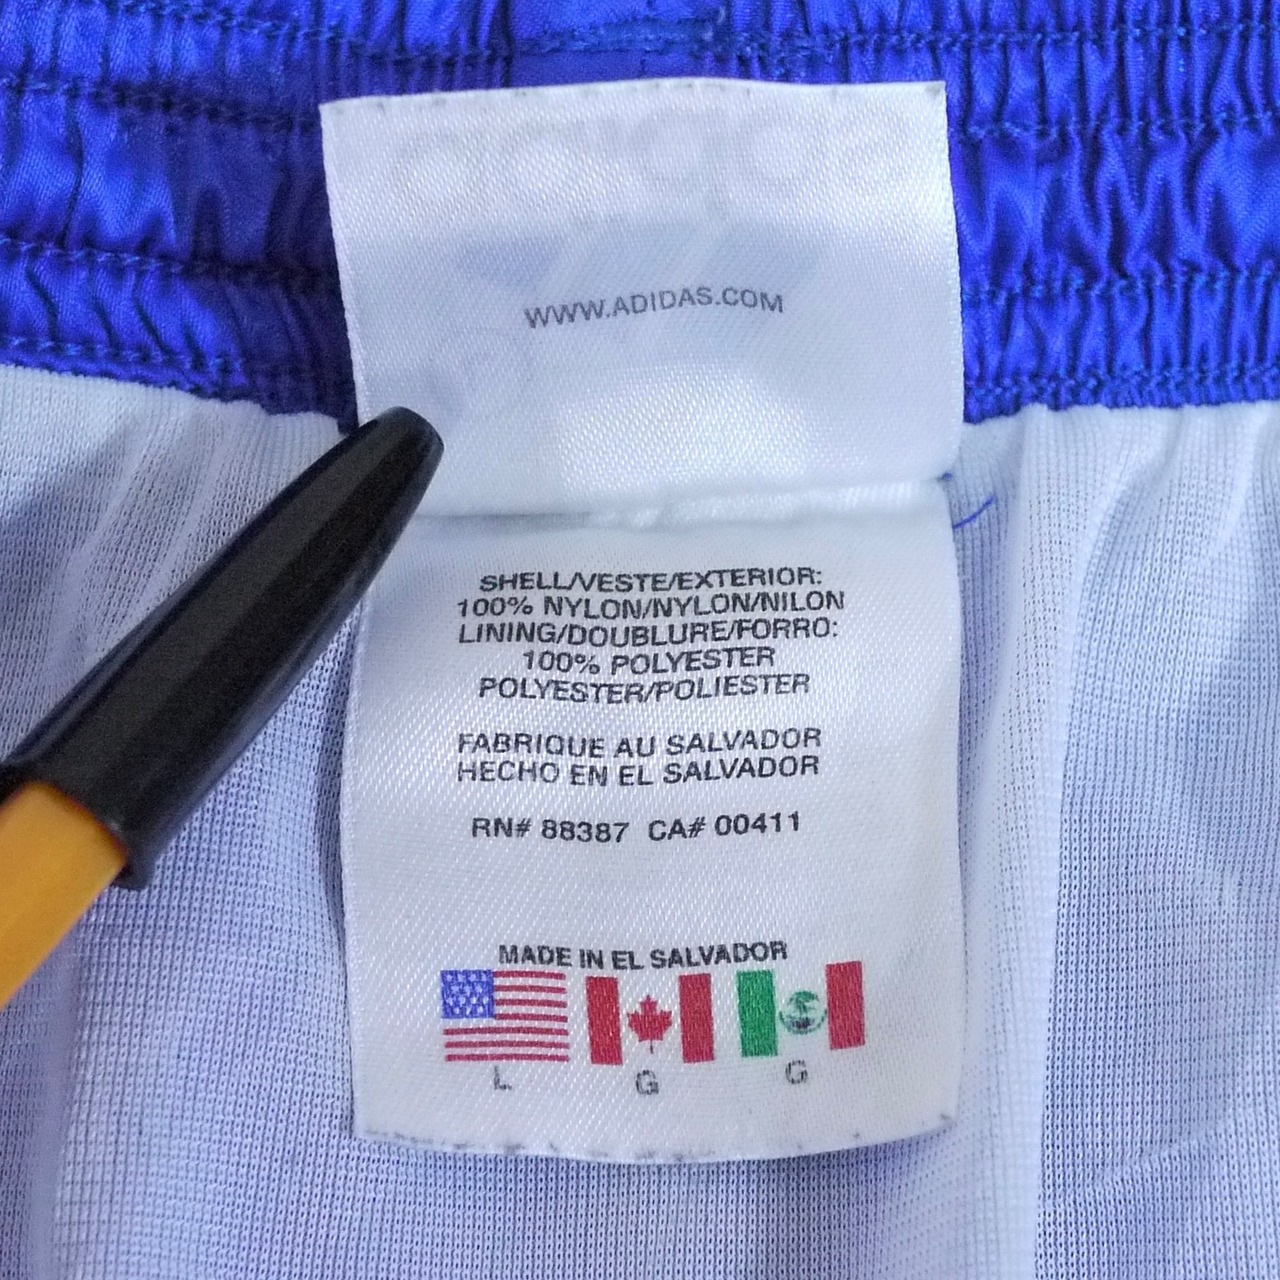 WWW.ADIDAS.COM
SHELL/VESTE/EXTERIOR:
100% NYLON/NYLON/NILON
LINING/DOUBLURE/FORRO:
100% POLYESTER
POLYESTER/POLIESTER
FABRIQUE AU SALVADOR
HECHO EN EL SALVADOR
RN# 88387 CA# 00411
MADE IN EL SALVADOR
L G G